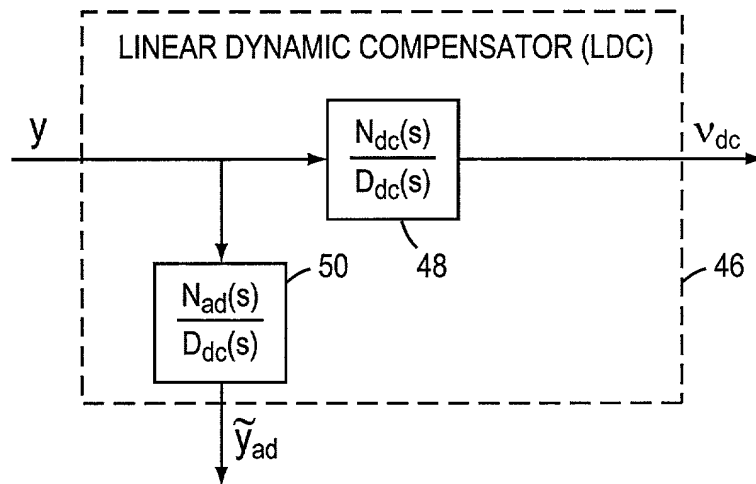 LINEAR DYNAMIC COMPENSATOR (LDC)
y
N_dc(s)
D_dc(s)
ν_dc
48
50
46
N_ad(s)
D_dc(s)
ỹ_ad